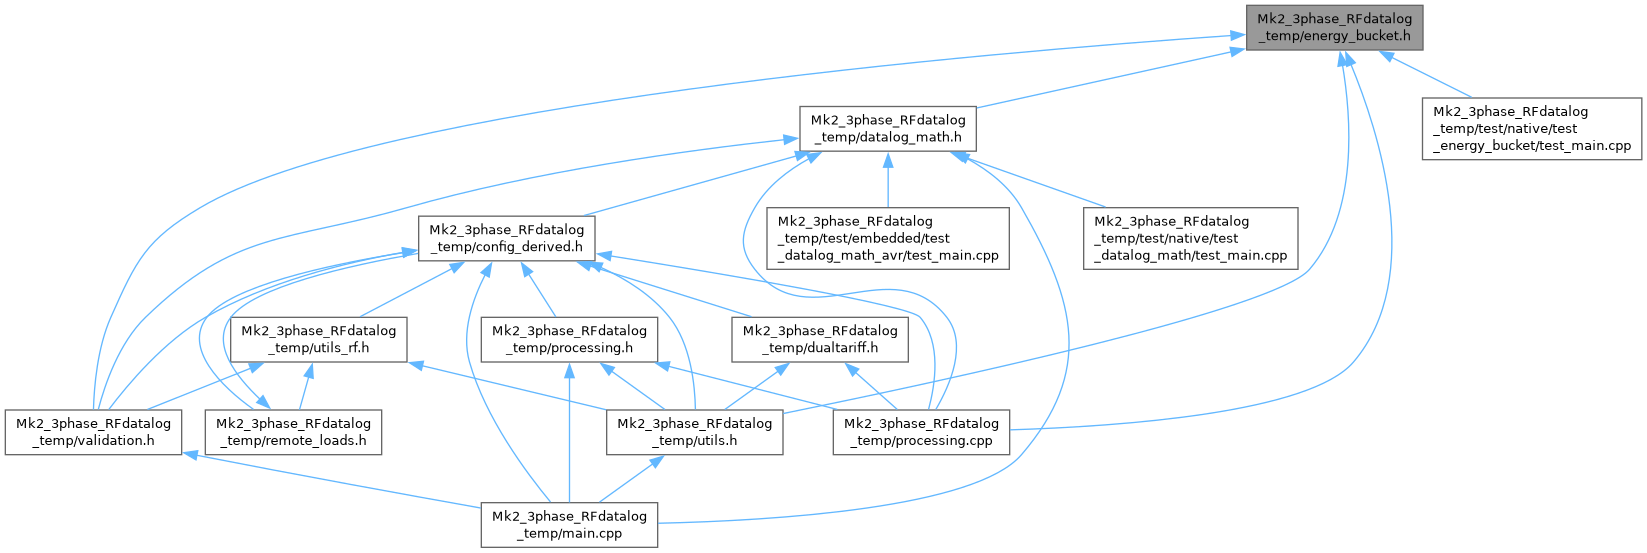 Mk2_3phase_RFdatalog
_temp/energy_bucket.h
Mk2_3phase_RFdatalog
_temp/datalog_math.h
Mk2_3phase_RFdatalog
_temp/test/native/test
_energy_bucket/test_main.cpp
Mk2_3phase_RFdatalog
_temp/config_derived.h
Mk2_3phase_RFdatalog
_temp/test/embedded/test
_datalog_math_avr/test_main.cpp
Mk2_3phase_RFdatalog
_temp/test/native/test
_datalog_math/test_main.cpp
Mk2_3phase_RFdatalog
_temp/utils_rf.h
Mk2_3phase_RFdatalog
_temp/processing.h
Mk2_3phase_RFdatalog
_temp/dualtariff.h
Mk2_3phase_RFdatalog
_temp/validation.h
Mk2_3phase_RFdatalog
_temp/remote_loads.h
Mk2_3phase_RFdatalog
_temp/utils.h
Mk2_3phase_RFdatalog
_temp/processing.cpp
Mk2_3phase_RFdatalog
_temp/main.cpp